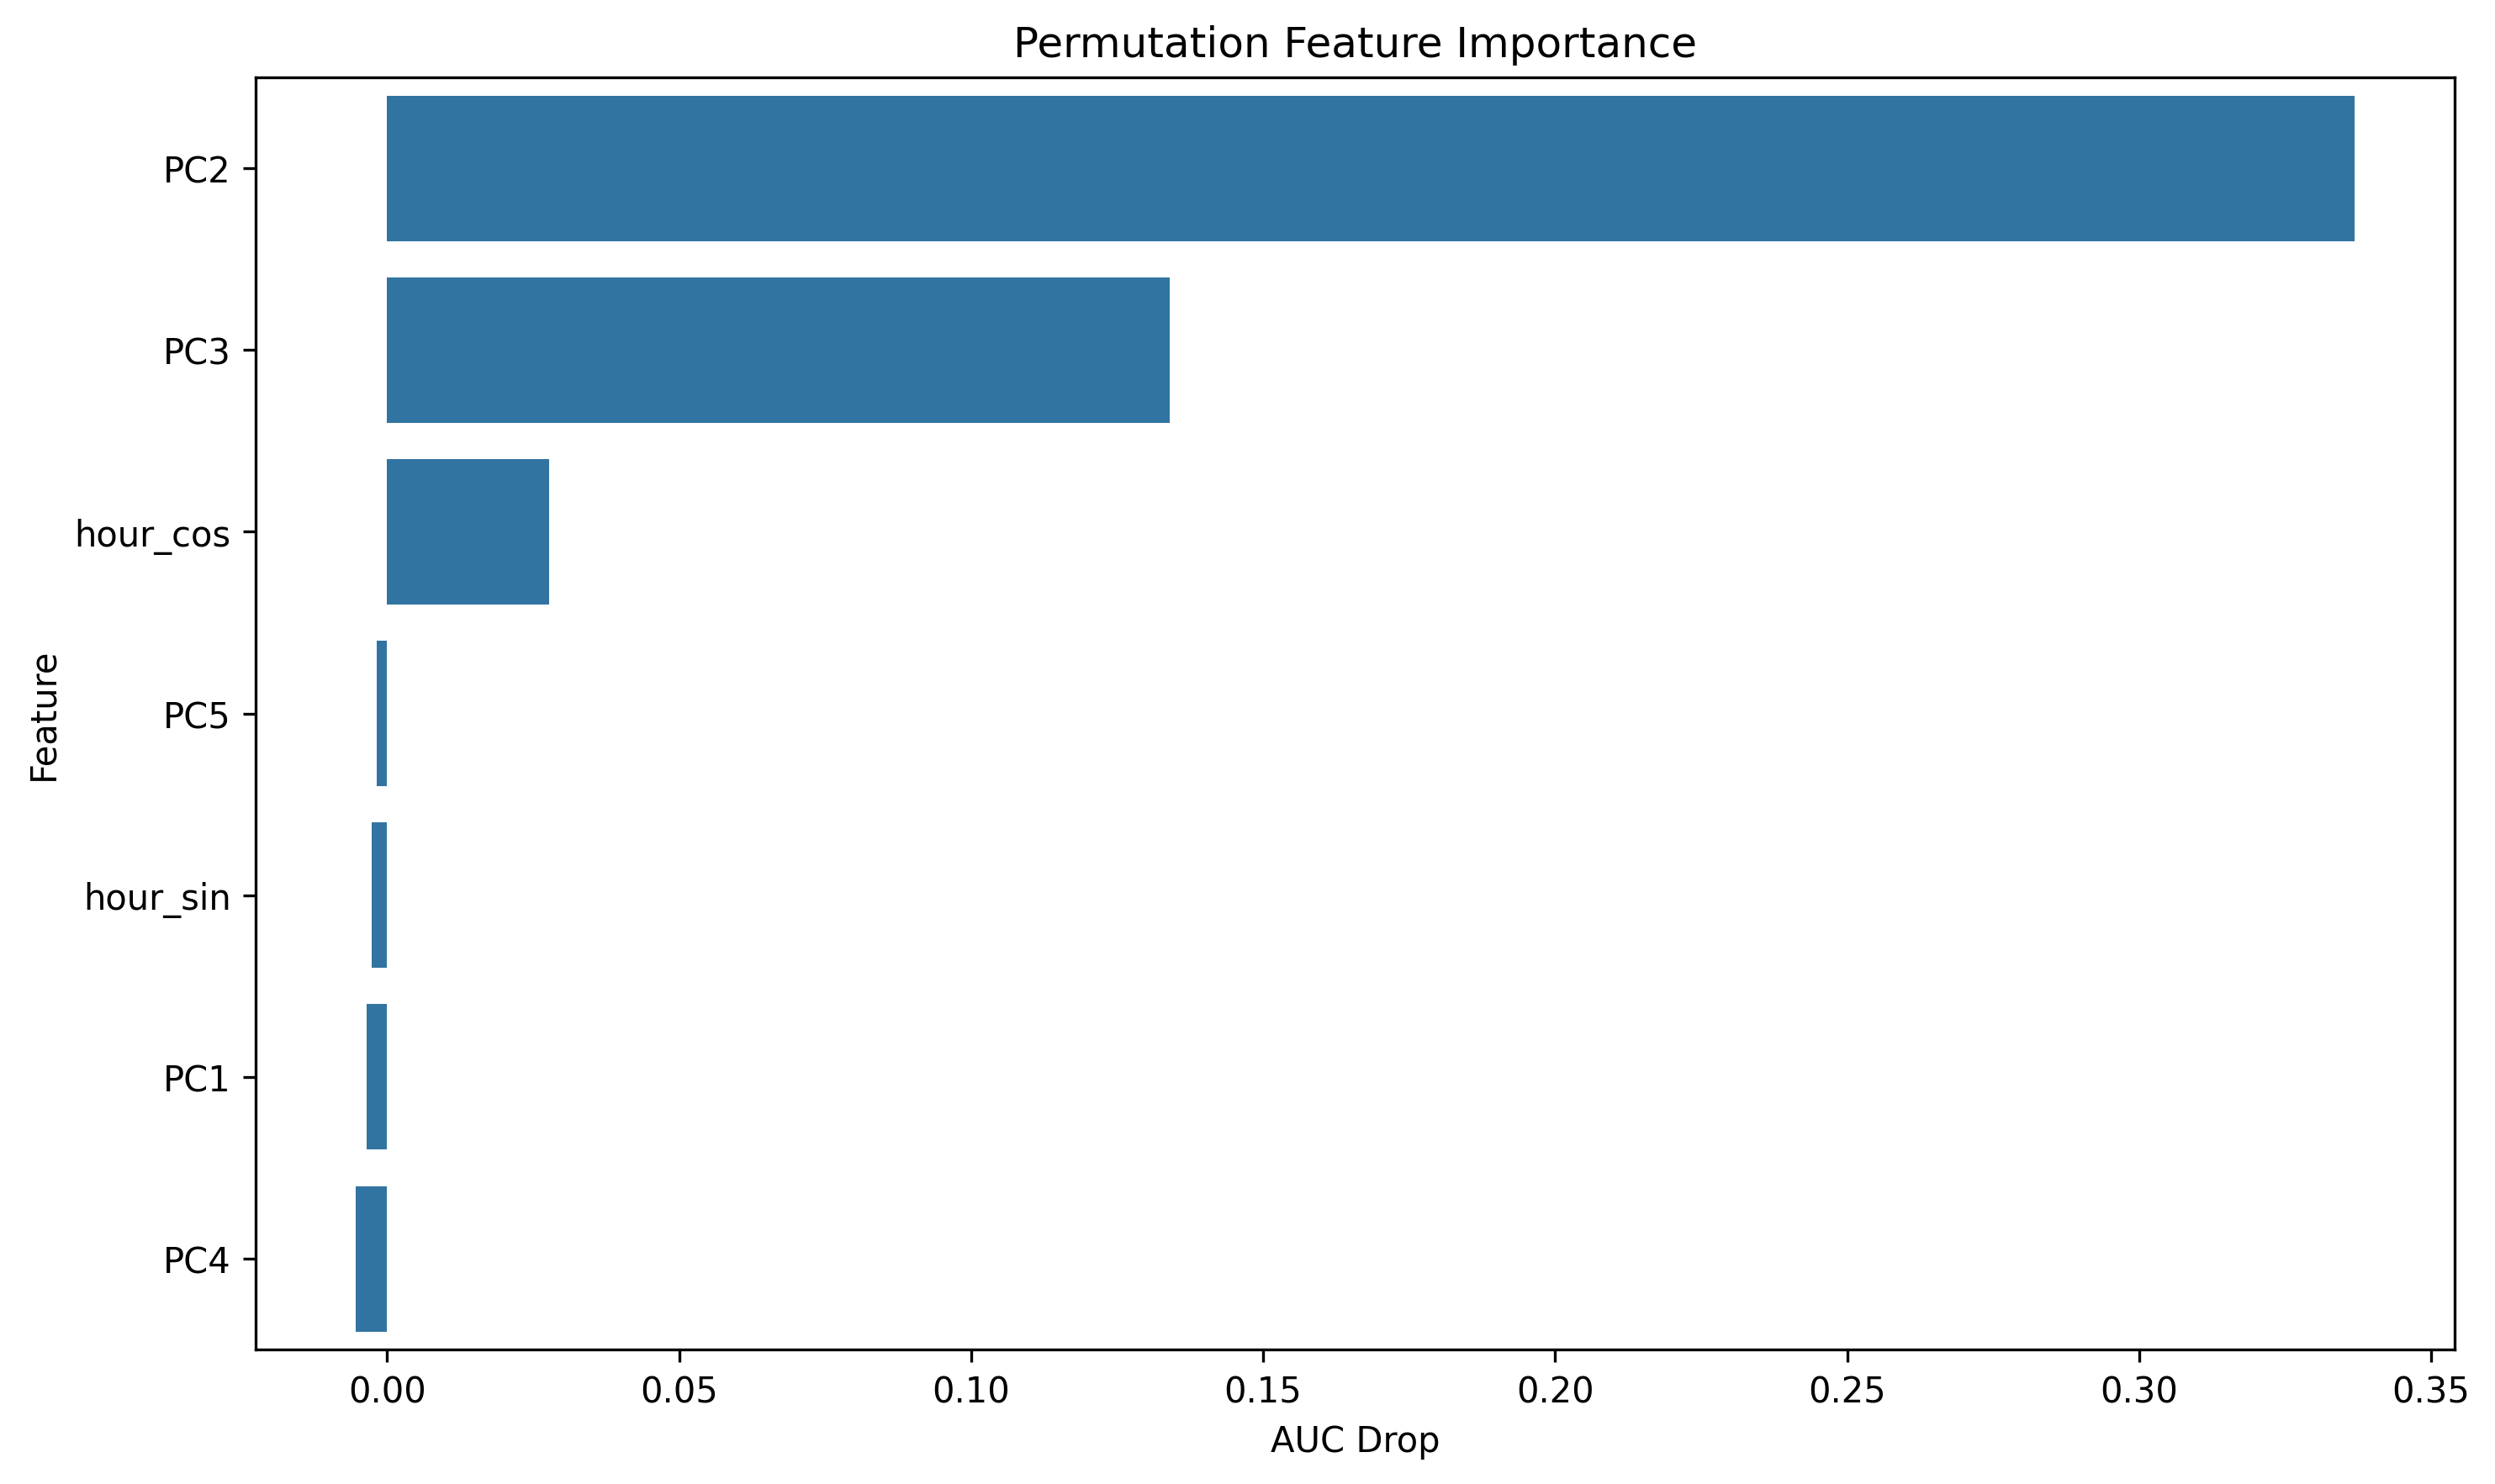 Permutation Feature Importance
PC2
PC3
hour_cos
PC5
hour_sin
PC1
PC4
Feature
0.00 0.05 0.10 0.15 0.20 0.25 0.30 0.35
AUC Drop